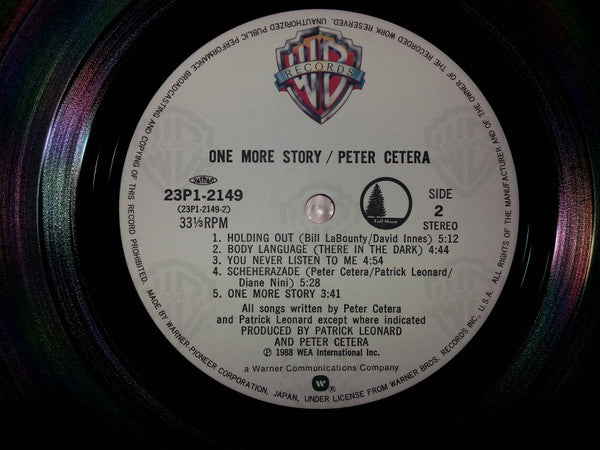 WB
RECORDS
ONE MORE STORY / PETER CETERA
JASRAC
23P1-2149
(23P1-2149-2)
33⅓RPM
Full Moon
SIDE
2
STEREO
1. HOLDING OUT (Bill LaBounty/David Innes) 5:12
2. BODY LANGUAGE (THERE IN THE DARK) 4:44
3. YOU NEVER LISTEN TO ME 4:54
4. SCHEHERAZADE (Peter Cetera/Patrick Leonard/
Diane Nini) 5:28
5. ONE MORE STORY 3:41
All songs written by Peter Cetera
and Patrick Leonard except where indicated
PRODUCED BY PATRICK LEONARD
AND PETER CETERA
Ⓟ 1988 WEA International Inc.
a Warner Communications Company
W
ALL RIGHTS OF THE MANUFACTURER AND OF THE OWNER OF THE RECORDED WORK RESERVED. UNAUTHORIZED PUBLIC PERFORMANCE BROADCASTING AND COPYING OF THIS RECORD PROHIBITED. MADE BY WARNER-PIONEER CORPORATION, JAPAN, UNDER LICENSE FROM WARNER BROS. RECORDS INC., U.S.A.